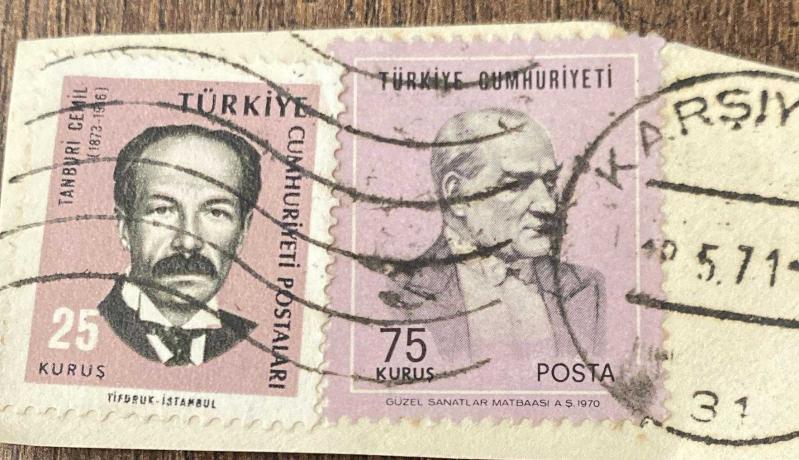 TANBURİ CEMİL
(1873-1916)
TÜRKİYE
CUMHURİYETİ POSTALARI
25
KURUŞ
TİFDRUK-İSTANBUL
TÜRKİYE CUMHURİYETİ
75
KURUŞ
POSTA
GÜZEL SANATLAR MATBAASI A.Ş. 1970
KARŞIY
5.71
31